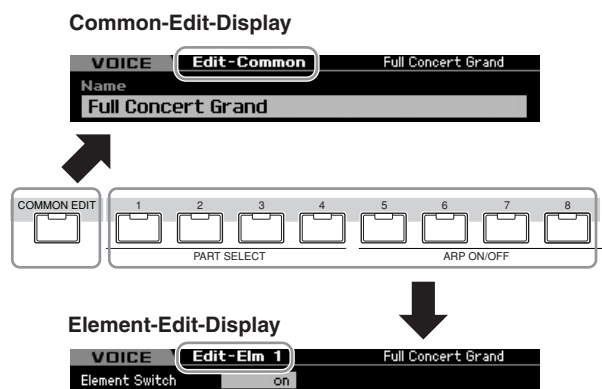 Common-Edit-Display
VOICE Edit-Common Full Concert Grand
Name
Full Concert Grand
COMMON EDIT 1 2 3 4 5 6 7 8
PART SELECT ARP ON/OFF
Element-Edit-Display
VOICE Edit-Elm 1 Full Concert Grand
Element Switch on